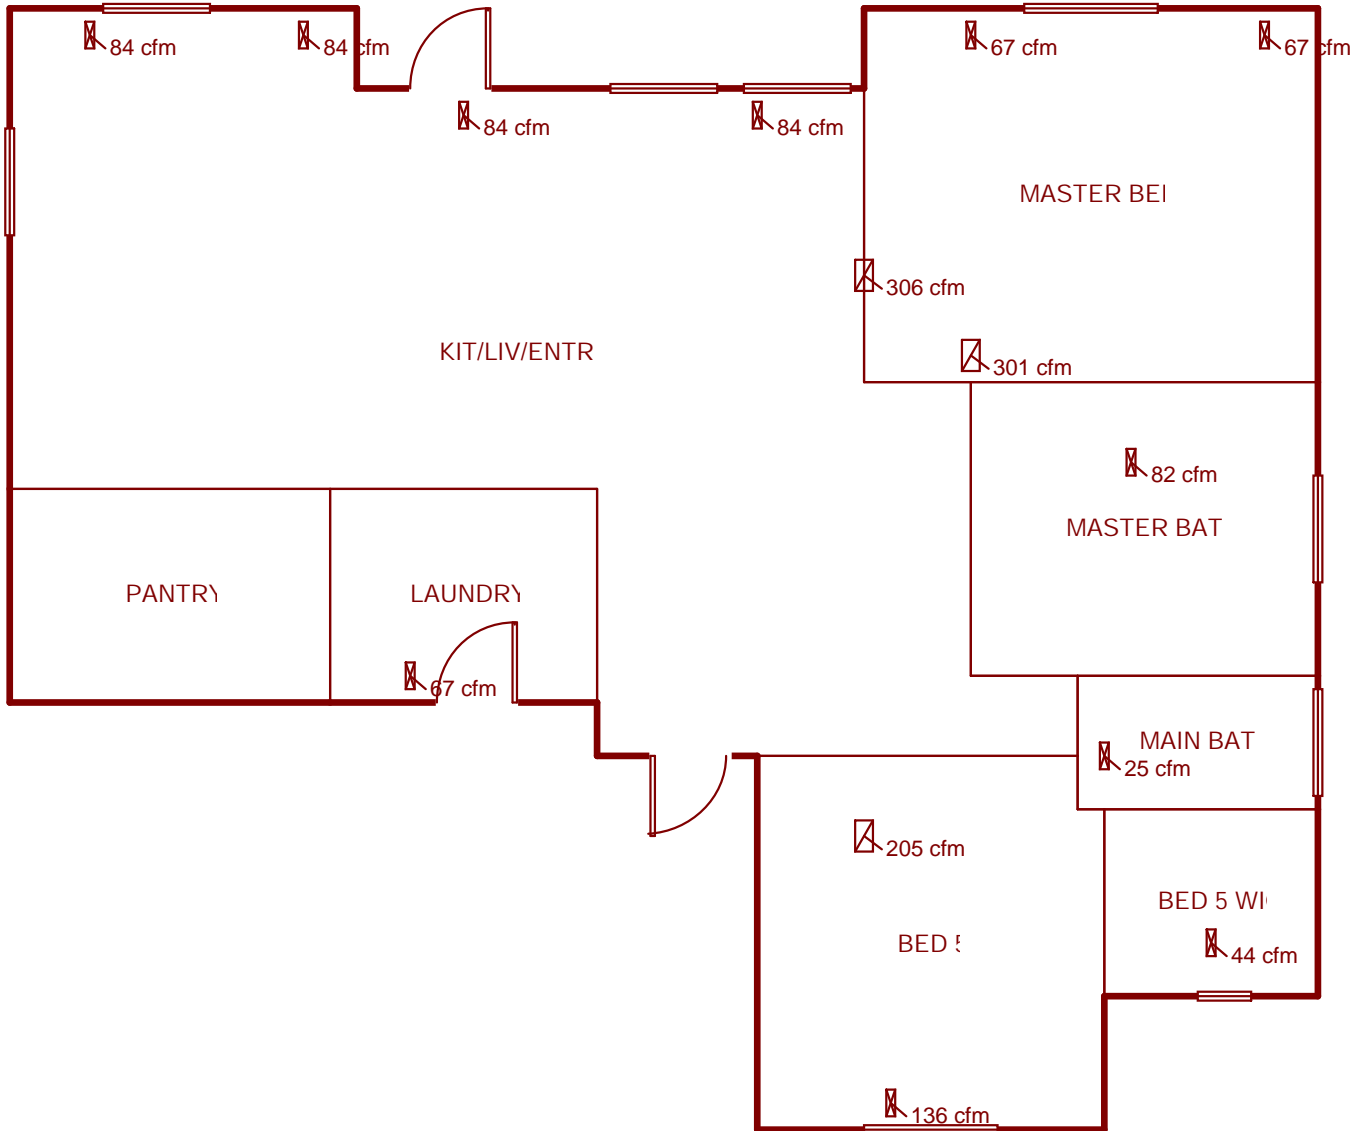 84 cfm
84 cfm
67 cfm
67 cfm
84 cfm
84 cfm
MASTER BE
306 cfm
KIT/LIV/ENTR
301 cfm
82 cfm
MASTER BAT
PANTRY
LAUNDRY
67 cfm
MAIN BAT
25 cfm
205 cfm
BED 5 WI
BED 5
44 cfm
136 cfm